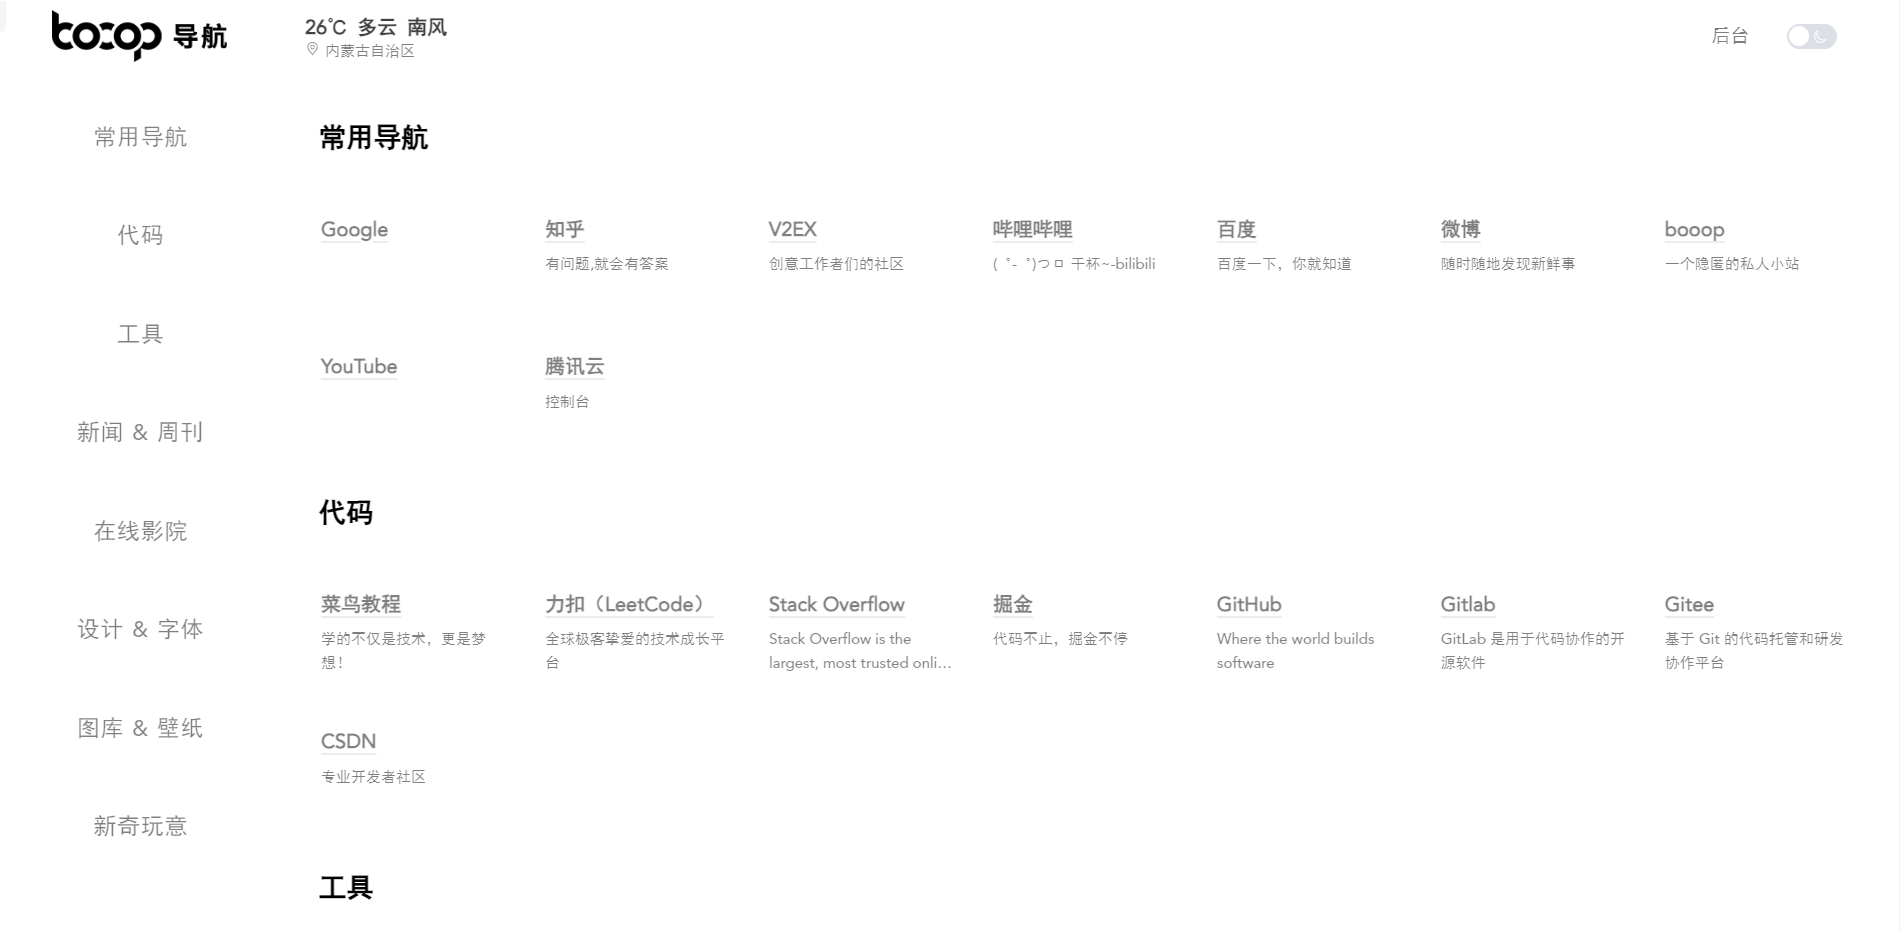 booop 导航
26℃ 多云 南风
内蒙古自治区
后台
常用导航
代码
工具
新闻 & 周刊
在线影院
设计 & 字体
图库 & 壁纸
新奇玩意
常用导航
Google
知乎
有问题,就会有答案
V2EX
创意工作者们的社区
哔哩哔哩
( ゜- ゜)つロ 干杯~-bilibili
百度
百度一下，你就知道
微博
随时随地发现新鲜事
booop
一个隐匿的私人小站
YouTube
腾讯云
控制台
代码
菜鸟教程
学的不仅是技术，更是梦
想！
力扣（LeetCode）
全球极客挚爱的技术成长平
台
Stack Overflow
Stack Overflow is the
largest, most trusted onli...
掘金
代码不止，掘金不停
GitHub
Where the world builds
software
Gitlab
GitLab 是用于代码协作的开
源软件
Gitee
基于 Git 的代码托管和研发
协作平台
CSDN
专业开发者社区
工具